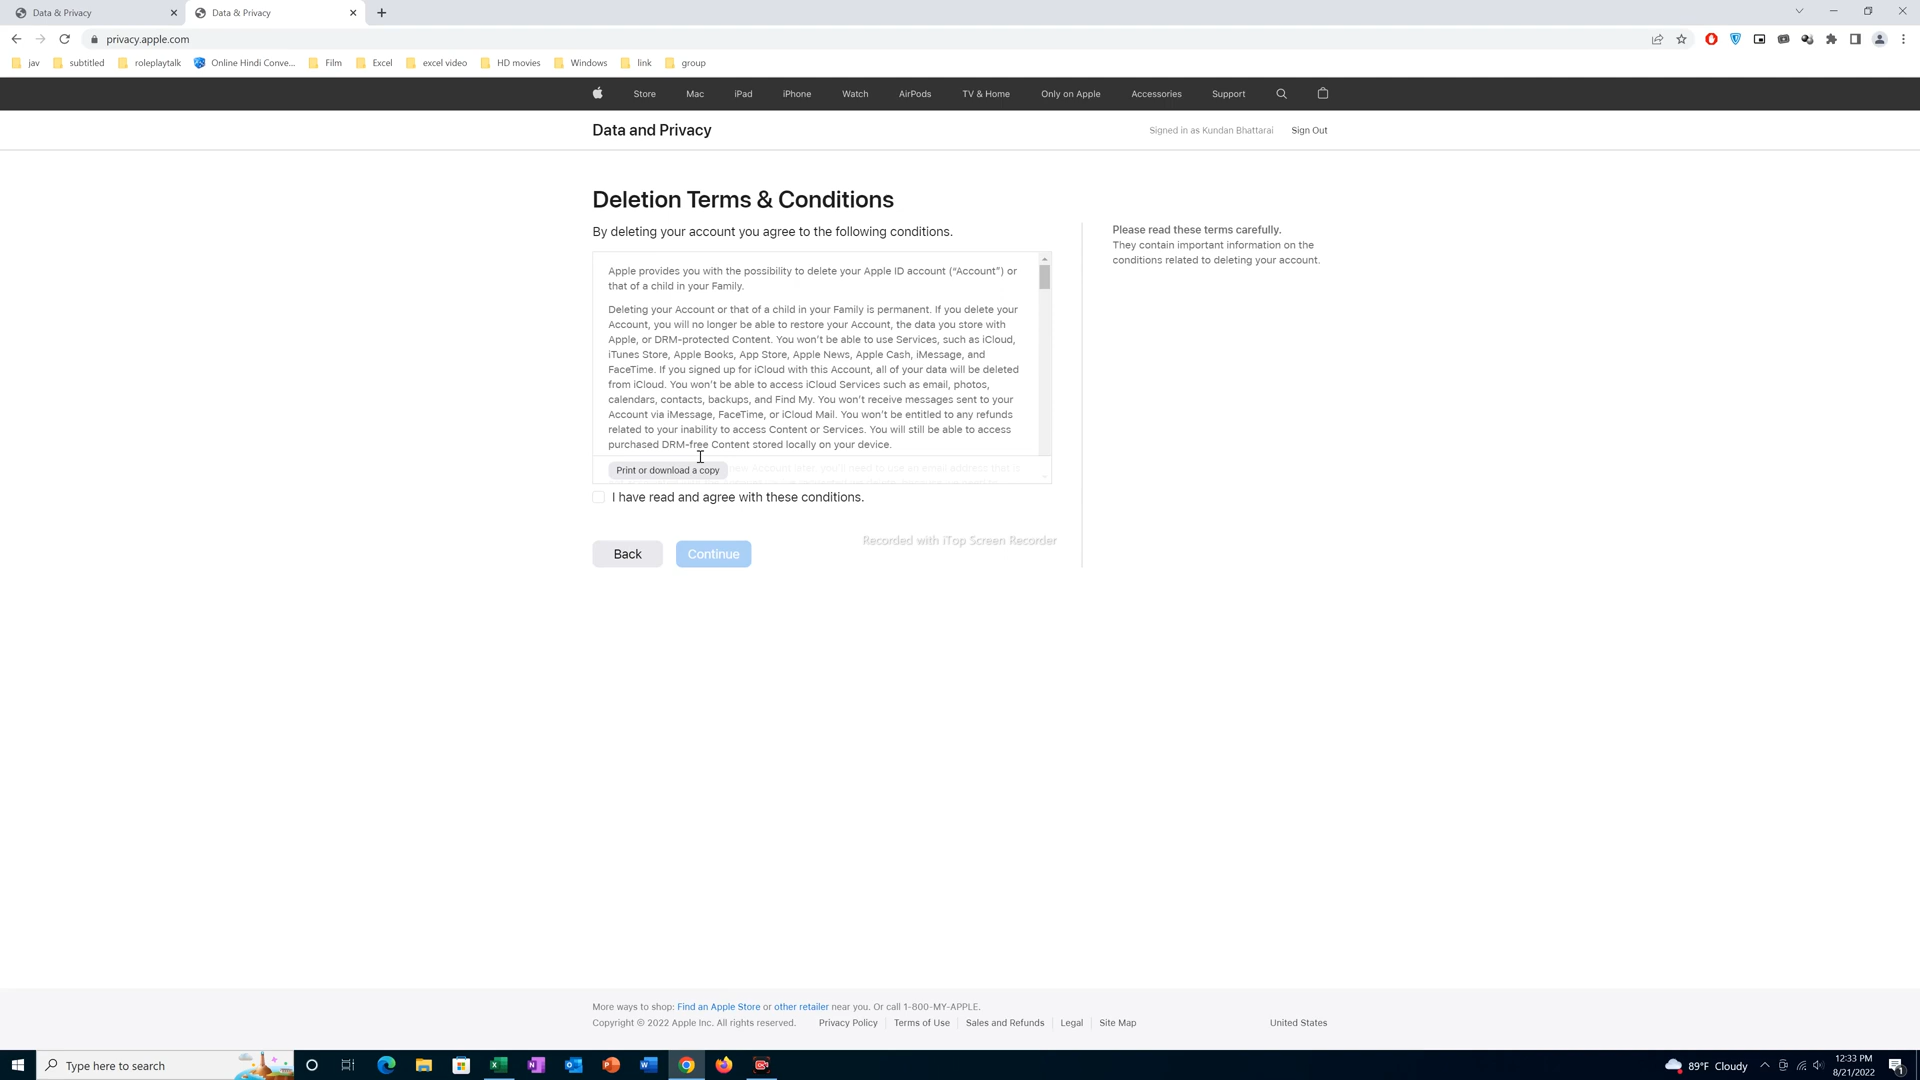 Data & Privacy
Data & Privacy
privacy.apple.com
jav
subtitled
roleplaytalk
Online Hindi Conve...
Film
Excel
excel video
HD movies
Windows
link
group
Store
Mac
iPad
iPhone
Watch
AirPods
TV & Home
Only on Apple
Accessories
Support
Data and Privacy
Signed in as Kundan Bhattarai
Sign Out
Deletion Terms & Conditions
By deleting your account you agree to the following conditions.
Apple provides you with the possibility to delete your Apple ID account (“Account”) or
that of a child in your Family.
Deleting your Account or that of a child in your Family is permanent. If you delete your
Account, you will no longer be able to restore your Account, the data you store with
Apple, or DRM-protected Content. You won’t be able to use Services, such as iCloud,
iTunes Store, Apple Books, App Store, Apple News, Apple Cash, iMessage, and
FaceTime. If you signed up for iCloud with this Account, all of your data will be deleted
from iCloud. You won’t be able to access iCloud Services such as email, photos,
calendars, contacts, backups, and Find My. You won’t receive messages sent to your
Account via iMessage, FaceTime, or iCloud Mail. You won’t be entitled to any refunds
related to your inability to access Content or Services. You will still be able to access
purchased DRM-free Content stored locally on your device.
Print or download a copy
new Account later, you’ll need to use an email address that is
I have read and agree with these conditions.
Back
Continue
Recorded with iTop Screen Recorder
Please read these terms carefully.
They contain important information on the
conditions related to deleting your account.
More ways to shop: Find an Apple Store or other retailer near you. Or call 1-800-MY-APPLE.
Copyright © 2022 Apple Inc. All rights reserved.
Privacy Policy
Terms of Use
Sales and Refunds
Legal
Site Map
United States
Type here to search
89°F Cloudy
12:33 PM
8/21/2022
1